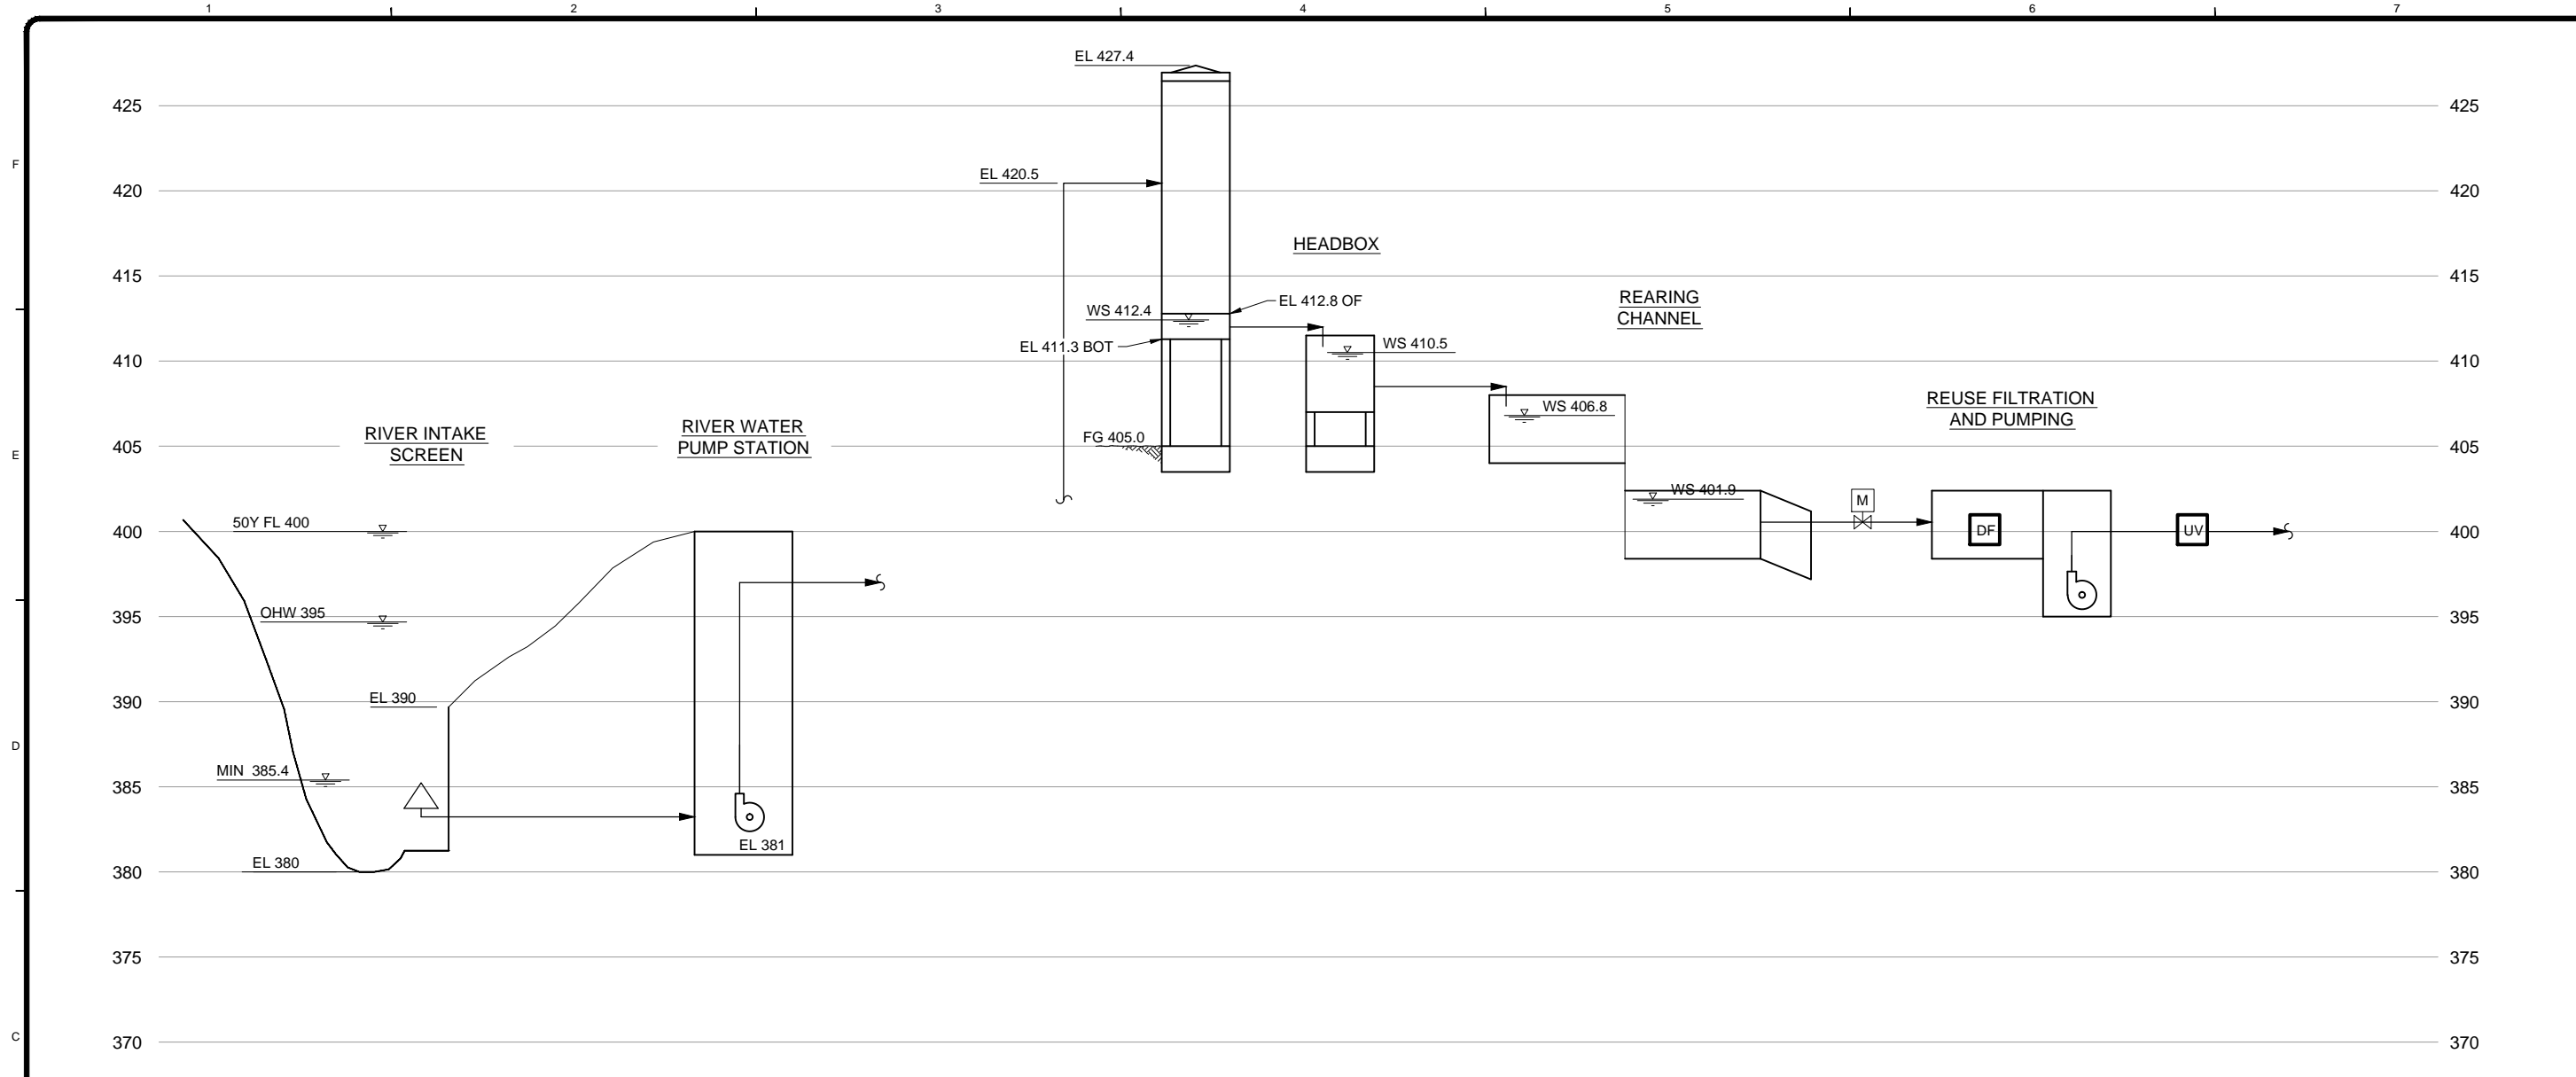 1 2 3 4 5 6 7
EL 427.4
425 425
F
EL 420.5
420 420
HEADBOX
415 415
REARING
CHANNEL
EL 412.8 OF
WS 412.4
EL 411.3 BOT
WS 410.5
410 410
WS 406.8
REUSE FILTRATION
AND PUMPING
RIVER INTAKE
SCREEN
RIVER WATER
PUMP STATION
FG 405.0
405 405
E
WS 401.9
M
50Y FL 400
400 400
DF
UV
OHW 395
395 395
EL 390
390 390
D
MIN 385.4
385 385
EL 381
EL 380
380 380
375 375
C
370 370